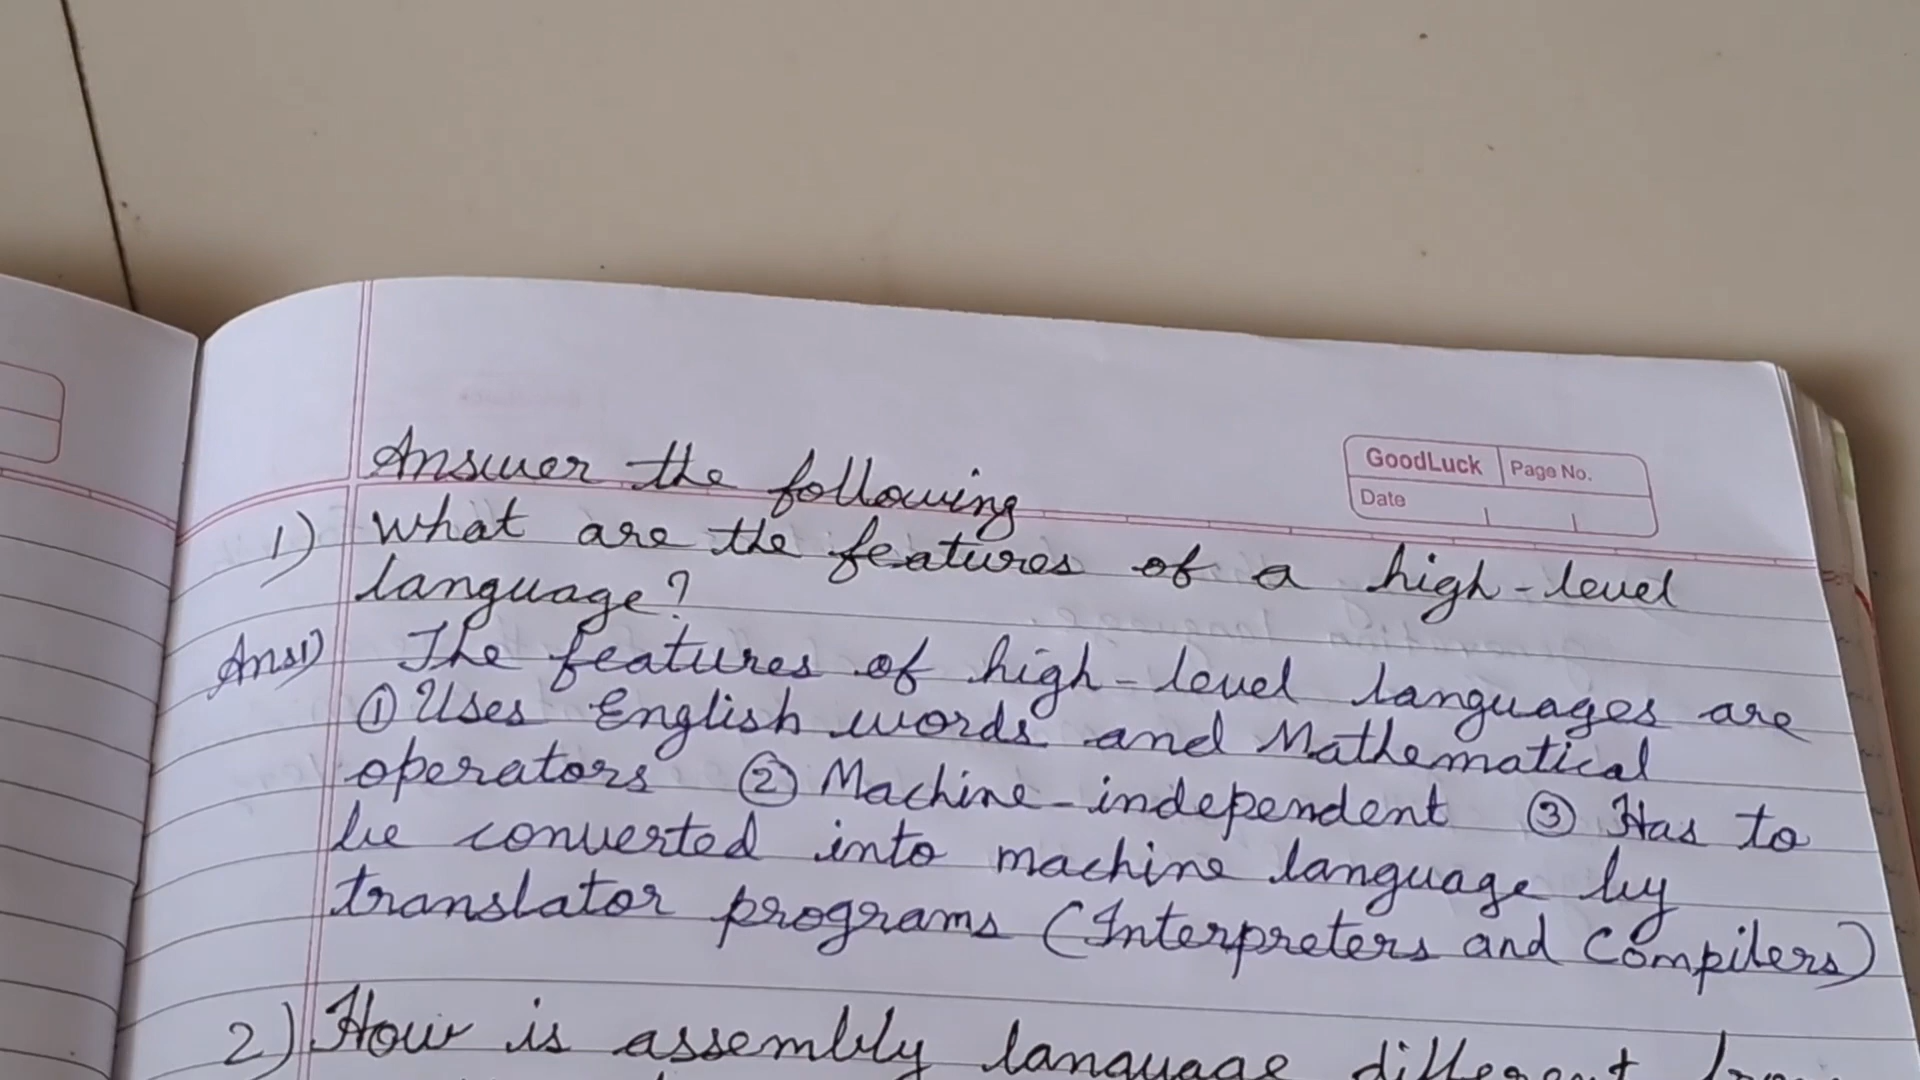 Answer the following
GoodLuck Page No.
Date
1) What are the features of a high-level
language?
Ans1) The features of high-level languages are
① Uses English words and Mathematical
operators ② Machine-independent ③ Has to
be converted into machine language by
translator programs (Interpreters and Compilers)
2) How is assembly language different from